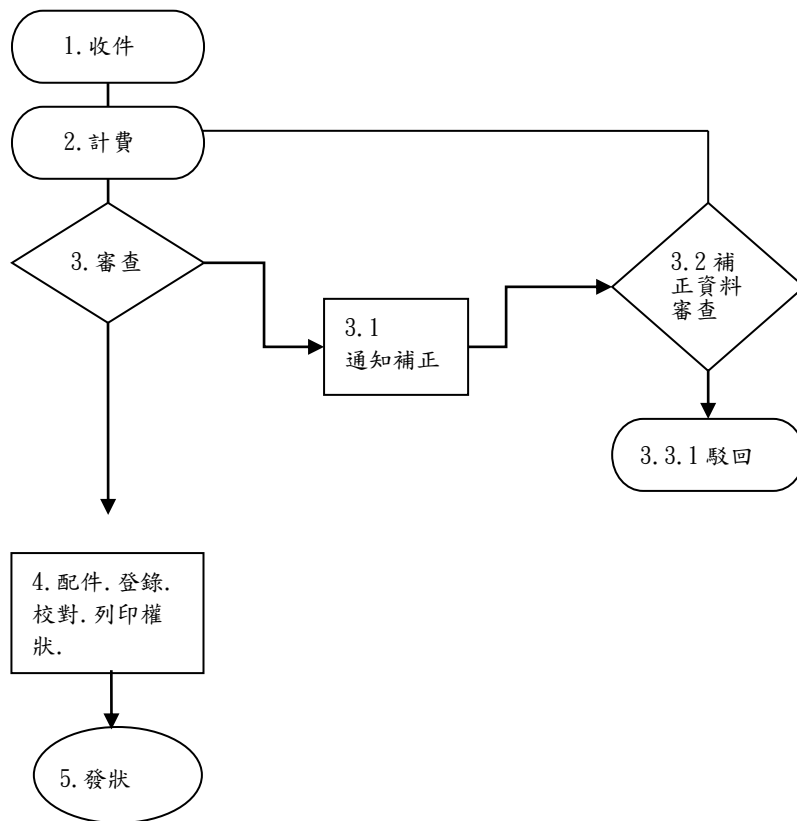 1.收件
2.計費
3.審查
3.1
通知補正
3.2 補
正資料
審查
3.3.1 駁回
4.配件.登錄.
校對.列印權
狀.
5.發狀